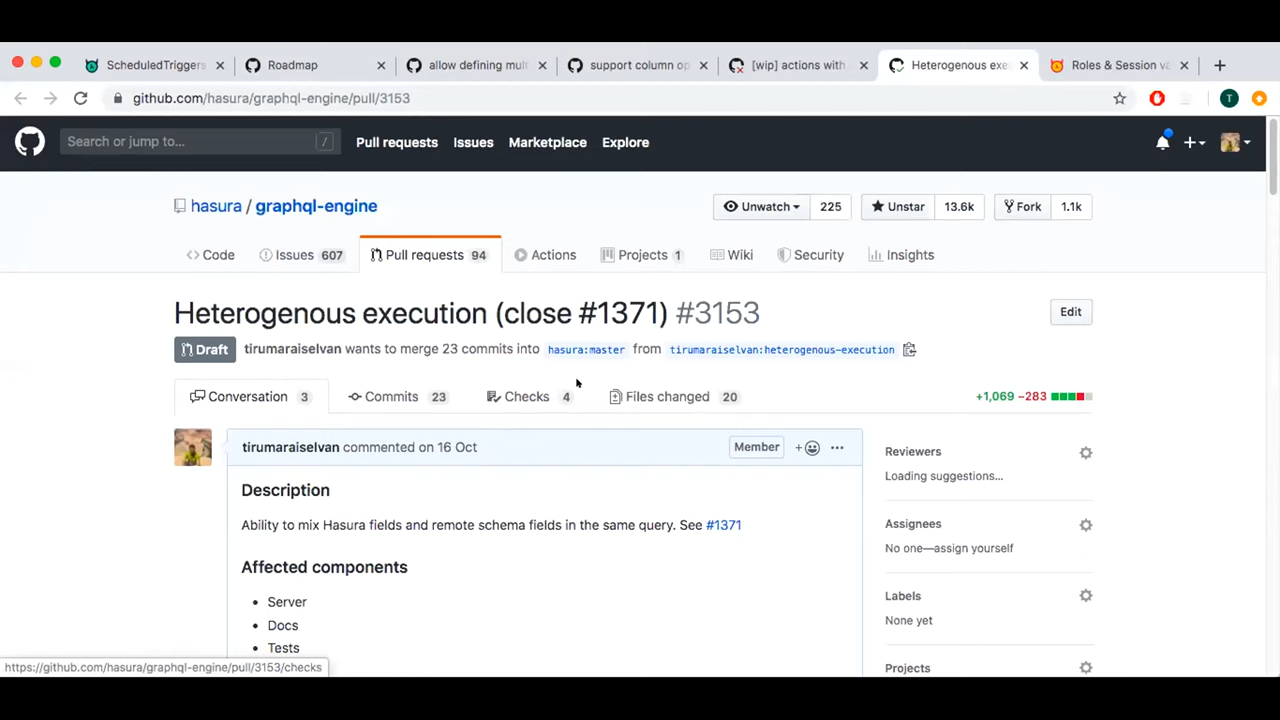 ScheduledTriggers
Roadmap
allow defining mult
support column op
[wip] actions with
Heterogenous exec
Roles & Session va
github.com/hasura/graphql-engine/pull/3153
T
Search or jump to...
/
Pull requests
Issues
Marketplace
Explore
hasura / graphql-engine
Unwatch
225
Unstar
13.6k
Fork
1.1k
Code
Issues 607
Pull requests 94
Actions
Projects 1
Wiki
Security
Insights
Heterogenous execution (close #1371) #3153
Edit
Draft
tirumaraiselvan wants to merge 23 commits into hasura:master from tirumaraiselvan:heterogenous-execution
Conversation 3
Commits 23
Checks 4
Files changed 20
+1,069 −283
tirumaraiselvan commented on 16 Oct
Member
Description
Ability to mix Hasura fields and remote schema fields in the same query. See #1371
Affected components
• Server
• Docs
• Tests
Reviewers
Loading suggestions...
Assignees
No one—assign yourself
Labels
None yet
Projects
https://github.com/hasura/graphql-engine/pull/3153/checks